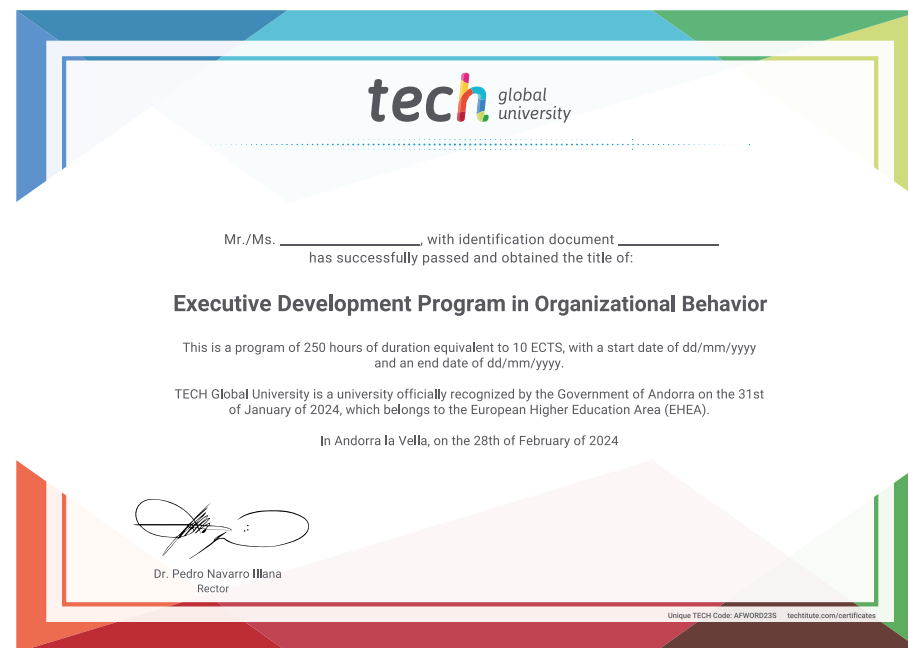 tech global university
Mr./Ms. ____________________, with identification document ______________
has successfully passed and obtained the title of:
Executive Development Program in Organizational Behavior
This is a program of 250 hours of duration equivalent to 10 ECTS, with a start date of dd/mm/yyyy
and an end date of dd/mm/yyyy.
TECH Global University is a university officially recognized by the Government of Andorra on the 31st
of January of 2024, which belongs to the European Higher Education Area (EHEA).
In Andorra la Vella, on the 28th of February of 2024
Dr. Pedro Navarro Illana
Rector
Unique TECH Code: AFWORD23S techtitute.com/certificates